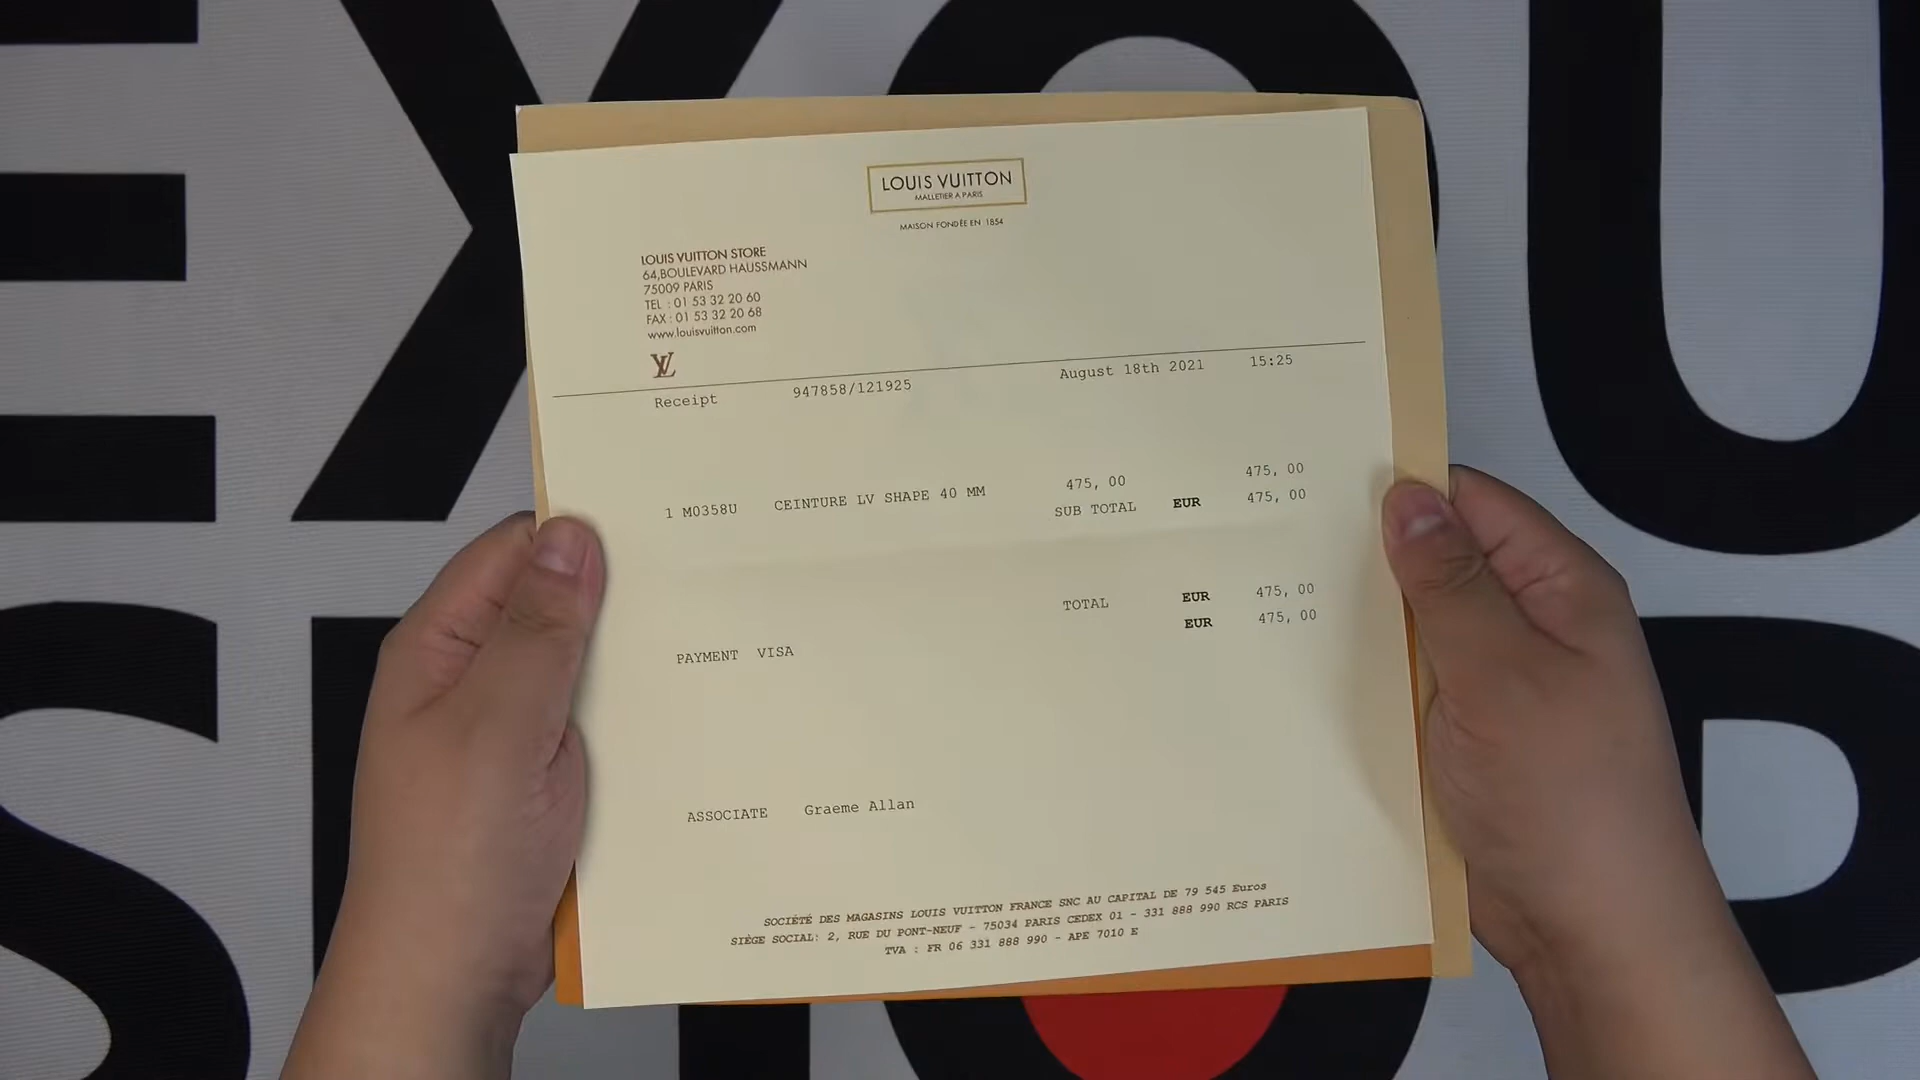 LOUIS VUITTON
MALLETIER A PARIS
MAISON FONDÉE EN 1854
LOUIS VUITTON STORE
64,BOULEVARD HAUSSMANN
75009 PARIS
TEL : 01 53 32 20 60
FAX : 01 53 32 20 68
www.louisvuitton.com
LV
Receipt 947858/121925 August 18th 2021 15:25
1 M0358U CEINTURE LV SHAPE 40 MM 475, 00 475, 00
SUB TOTAL EUR 475, 00
TOTAL EUR 475, 00
EUR 475, 00
PAYMENT VISA
ASSOCIATE Graeme Allan
SOCIÉTÉ DES MAGASINS LOUIS VUITTON FRANCE SNC AU CAPITAL DE 79 545 Euros
SIÈGE SOCIAL: 2, RUE DU PONT-NEUF - 75034 PARIS CEDEX 01 - 331 888 990 RCS PARIS
TVA : FR 06 331 888 990 - APE 7010 E